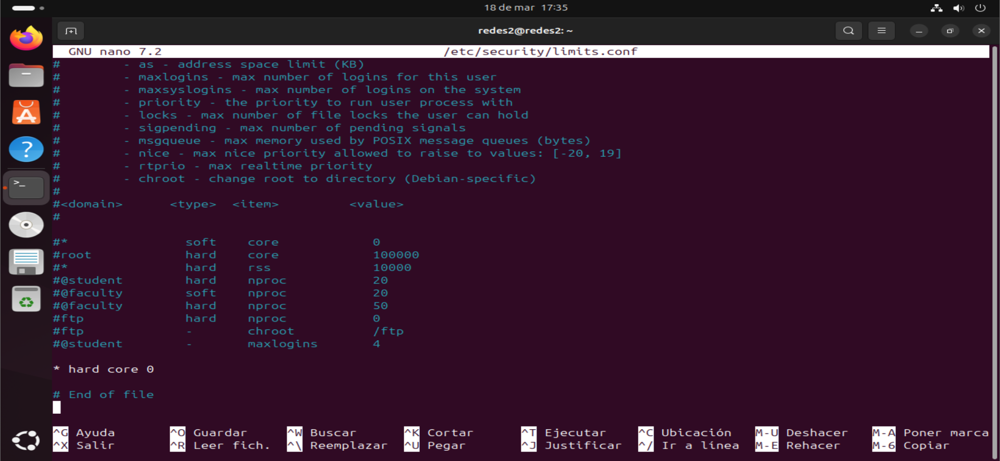 18 de mar 17:35
redes2@redes2: ~
GNU nano 7.2 /etc/security/limits.conf
#        - as - address space limit (KB)
#        - maxlogins - max number of logins for this user
#        - maxsyslogins - max number of logins on the system
#        - priority - the priority to run user process with
#        - locks - max number of file locks the user can hold
#        - sigpending - max number of pending signals
#        - msgqueue - max memory used by POSIX message queues (bytes)
#        - nice - max nice priority allowed to raise to values: [-20, 19]
#        - rtprio - max realtime priority
#        - chroot - change root to directory (Debian-specific)
#
#<domain>      <type>  <item>         <value>
#
#*               soft    core            0
#root            hard    core            100000
#*               hard    rss             10000
#@student        hard    nproc           20
#@faculty        soft    nproc           20
#@faculty        hard    nproc           50
#ftp             hard    nproc           0
#ftp             -       chroot          /ftp
#@student        -       maxlogins       4
* hard core 0
# End of file
^G Ayuda ^O Guardar ^W Buscar ^K Cortar ^T Ejecutar ^C Ubicación M-U Deshacer M-A Poner marca
^X Salir ^R Leer fich. ^\ Reemplazar ^U Pegar ^J Justificar ^/ Ir a línea M-E Rehacer M-6 Copiar